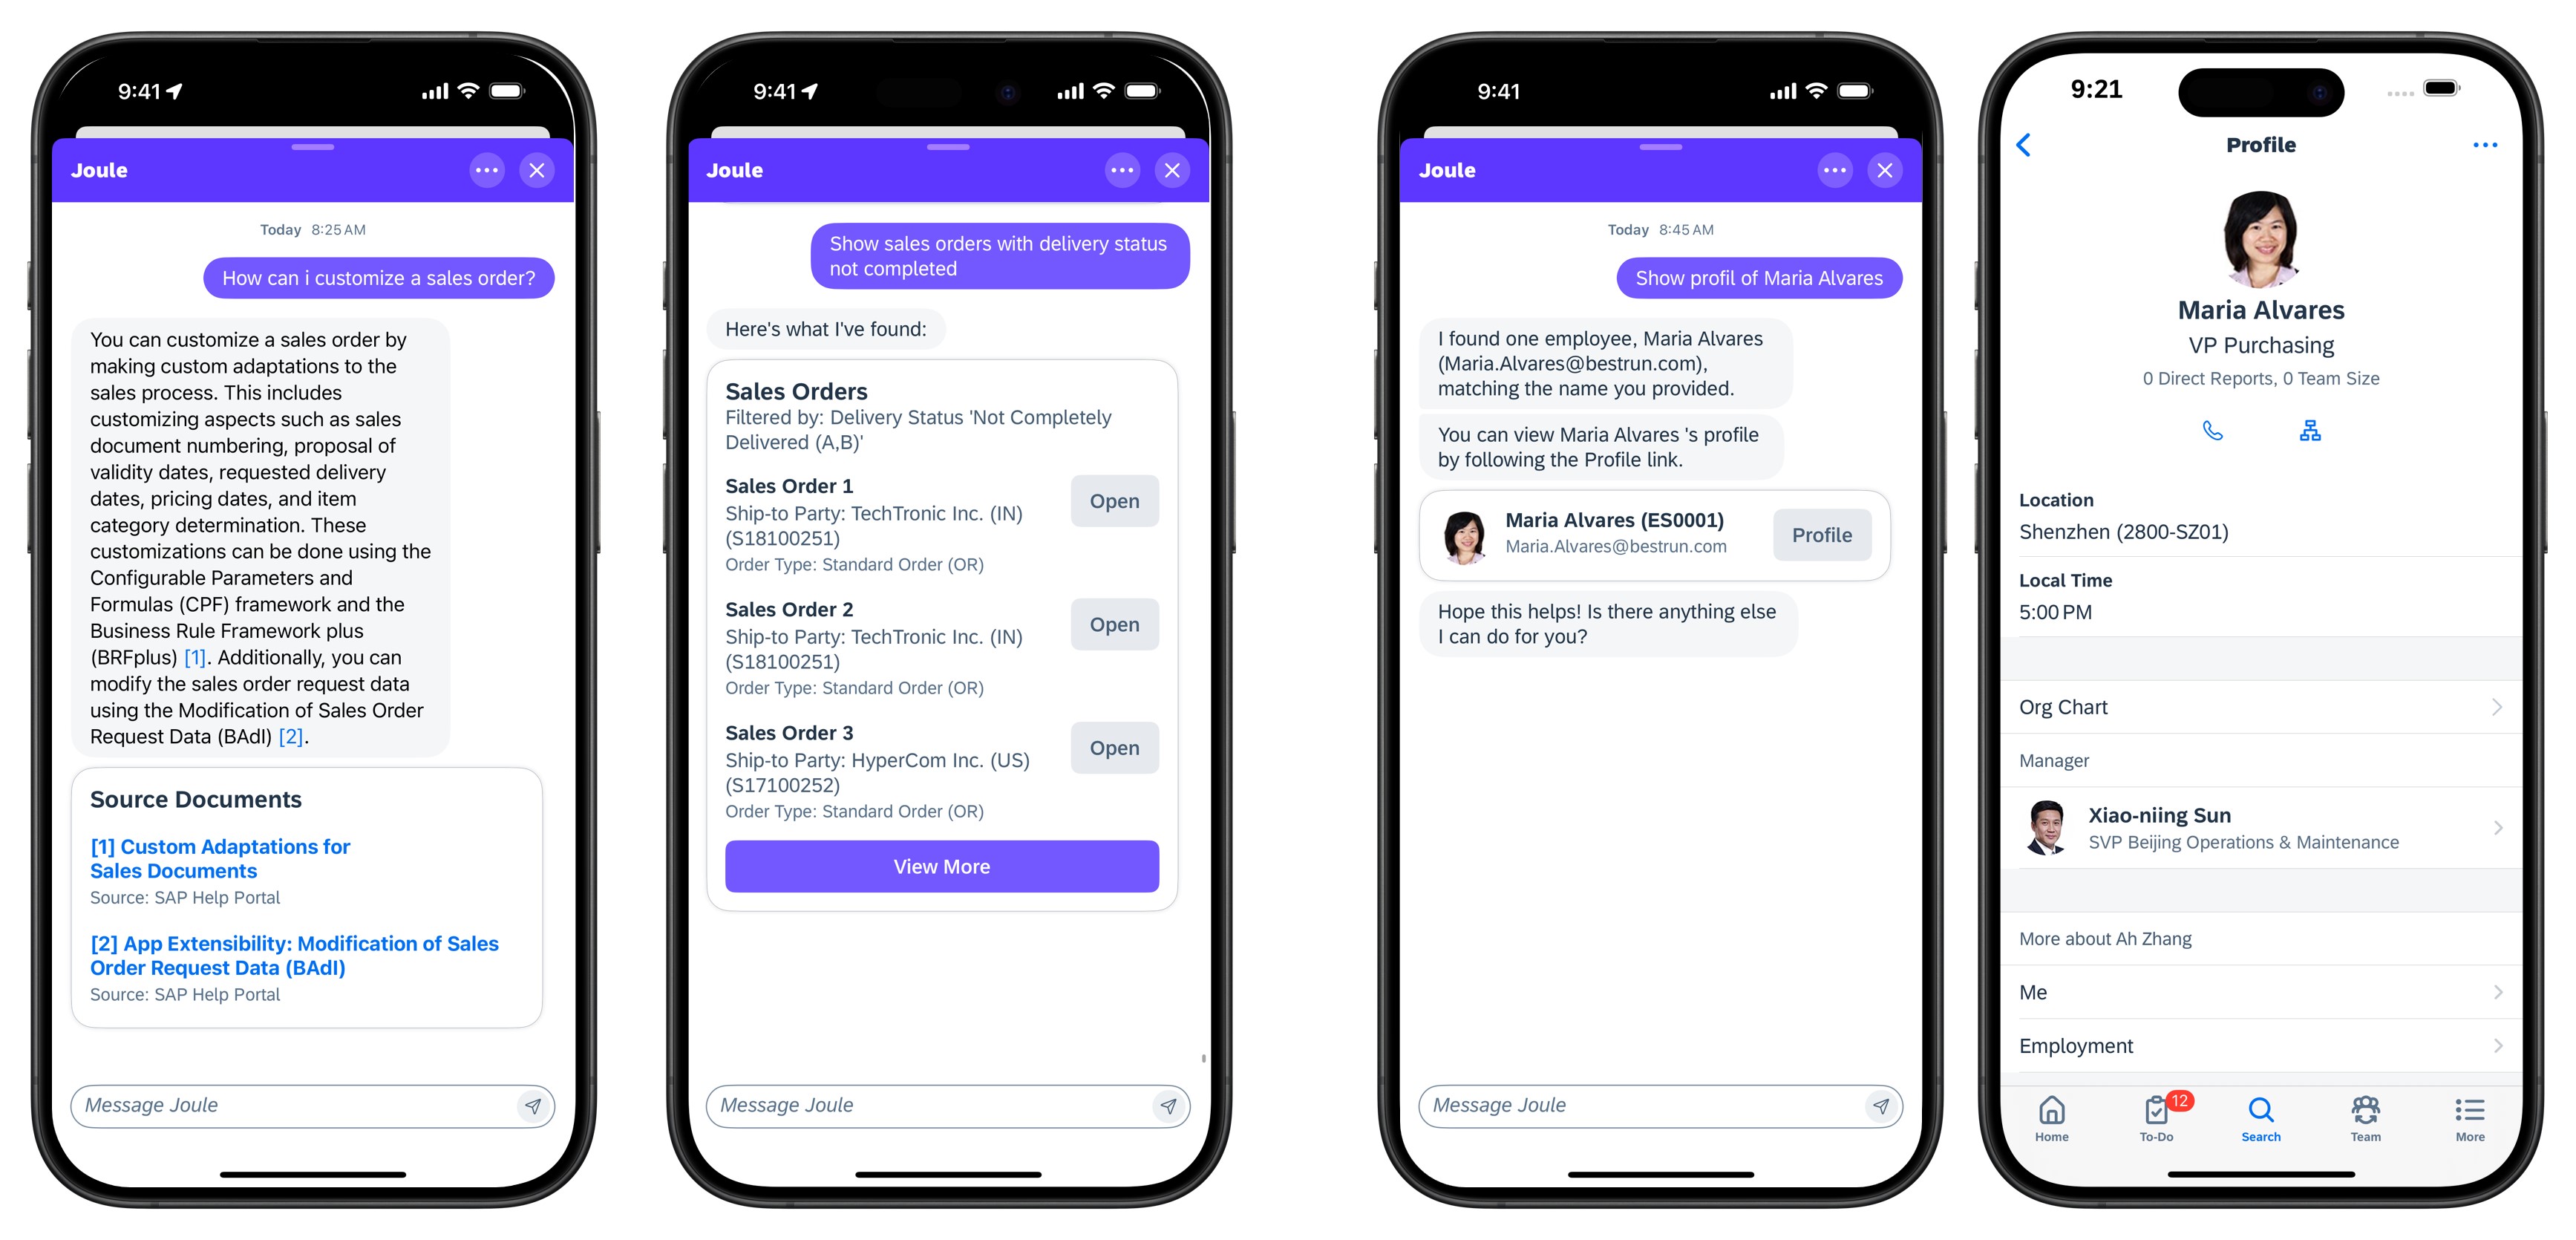 9:41
Joule
Today 8:25 AM
How can i customize a sales order?
You can customize a sales order by
making custom adaptations to the
sales process. This includes
customizing aspects such as sales
document numbering, proposal of
validity dates, requested delivery
dates, pricing dates, and item
category determination. These
customizations can be done using the
Configurable Parameters and
Formulas (CPF) framework and the
Business Rule Framework plus
(BRFplus) [1]. Additionally, you can
modify the sales order request data
using the Modification of Sales Order
Request Data (BAdI) [2].
Source Documents
[1] Custom Adaptations for
Sales Documents
Source: SAP Help Portal
[2] App Extensibility: Modification of Sales
Order Request Data (BAdI)
Source: SAP Help Portal
Message Joule
9:41
Joule
Show sales orders with delivery status
not completed
Here's what I've found:
Sales Orders
Filtered by: Delivery Status 'Not Completely
Delivered (A,B)'
Sales Order 1
Open
Ship-to Party: TechTronic Inc. (IN)
(S18100251)
Order Type: Standard Order (OR)
Sales Order 2
Open
Ship-to Party: TechTronic Inc. (IN)
(S18100251)
Order Type: Standard Order (OR)
Sales Order 3
Open
Ship-to Party: HyperCom Inc. (US)
(S17100252)
Order Type: Standard Order (OR)
View More
Message Joule
9:41
Joule
Today 8:45 AM
Show profil of Maria Alvares
I found one employee, Maria Alvares
(Maria.Alvares@bestrun.com),
matching the name you provided.
You can view Maria Alvares 's profile
by following the Profile link.
Maria Alvares (ES0001)
Maria.Alvares@bestrun.com
Profile
Hope this helps! Is there anything else
I can do for you?
Message Joule
9:21
Profile
Maria Alvares
VP Purchasing
0 Direct Reports, 0 Team Size
Location
Shenzhen (2800-SZ01)
Local Time
5:00 PM
Org Chart
Manager
Xiao-niing Sun
SVP Beijing Operations & Maintenance
More about Ah Zhang
Me
Employment
12
Home To-Do Search Team More